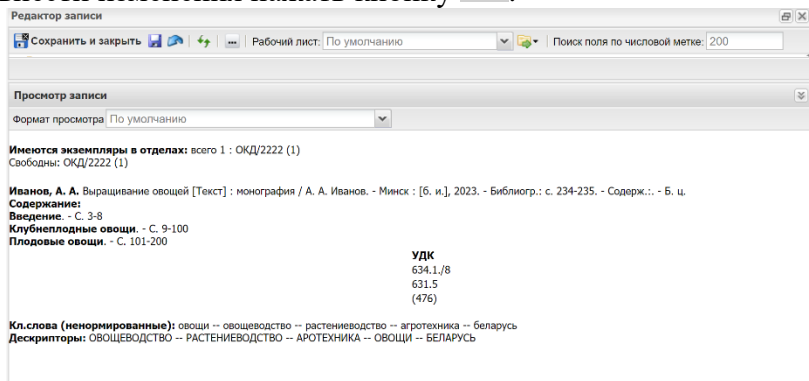 Редактор записи
Сохранить и закрыть ... Рабочий лист: По умолчанию Поиск поля по числовой метке: 200
Просмотр записи
Формат просмотра По умолчанию
Имеются экземпляры в отделах: всего 1 : ОКД/2222 (1)
Свободны: ОКД/2222 (1)
Иванов, А. А. Выращивание овощей [Текст] : монография / А. А. Иванов. - Минск : [б. и.], 2023. - Библиогр.: с. 234-235. - Содерж.:. - Б. ц.
Содержание:
Введение. - С. 3-8
Клубнеплодные овощи. - С. 9-100
Плодовые овощи. - С. 101-200
УДК
634.1./8
631.5
(476)
Кл.слова (ненормированные): овощи -- овощеводство -- растениеводство -- агротехника -- беларусь
Дескрипторы: ОВОЩЕВОДСТВО -- РАСТЕНИЕВОДСТВО -- АРОТЕХНИКА -- ОВОЩИ -- БЕЛАРУСЬ